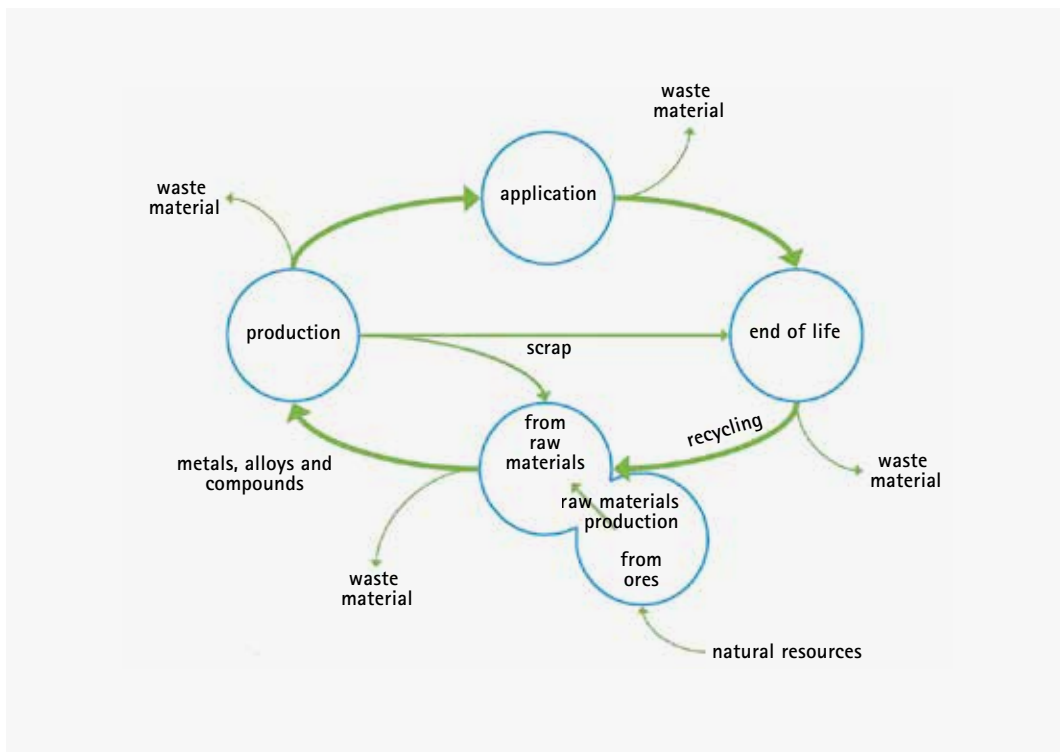 waste
material
application
waste
material
production
end of life
scrap
from
raw
materials
recycling
metals, alloys and
compounds
waste
material
raw materials
production
from
ores
waste
material
natural resources